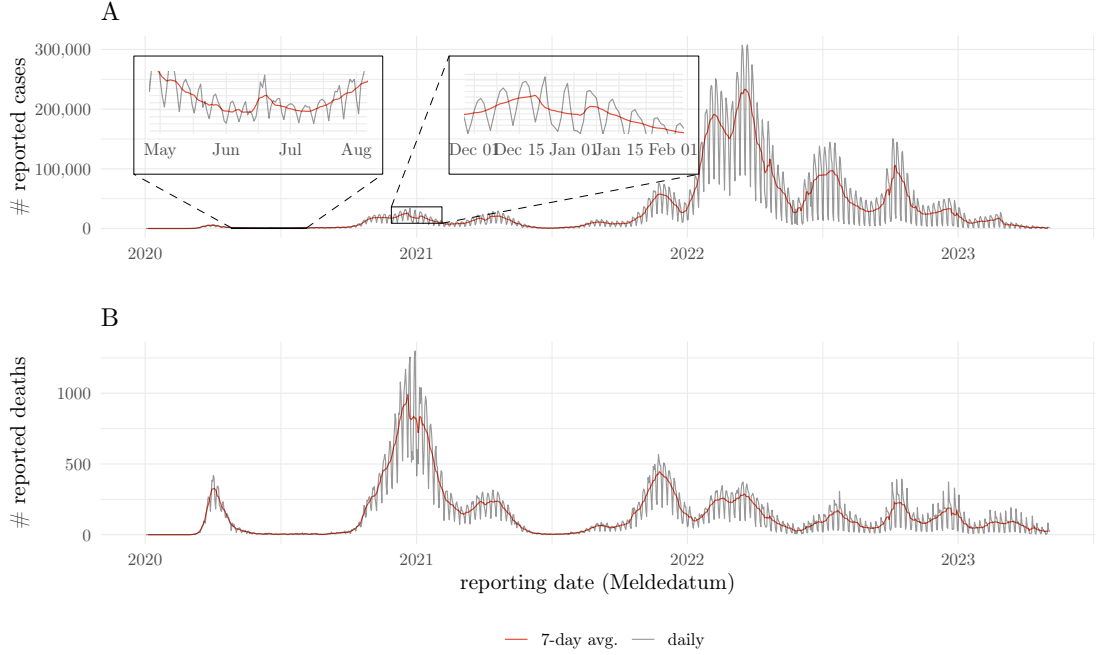 A
# reported cases
300,000
200,000
100,000
0
May Jun Jul Aug
Dec 01 Dec 15 Jan 01 Jan 15 Feb 01
2020 2021 2022 2023
B
# reported deaths
1000
500
0
2020 2021 2022 2023
reporting date (Meldedatum)
7-day avg. daily